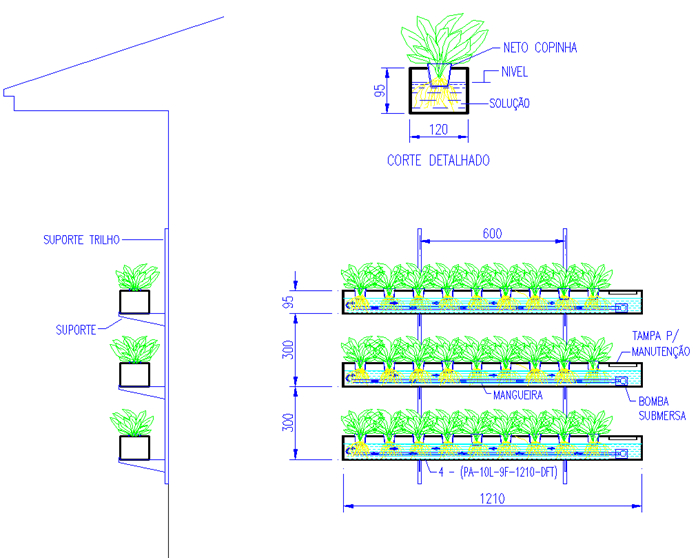 NETO COPINHA
NIVEL
95
SOLUÇÃO
120
CORTE DETALHADO
SUPORTE TRILHO
600
95
SUPORTE
300
TAMPA P/
MANUTENÇÃO
MANGUEIRA
BOMBA
SUBMERSA
300
4 - (PA-10L-9F-1210-DFT)
1210